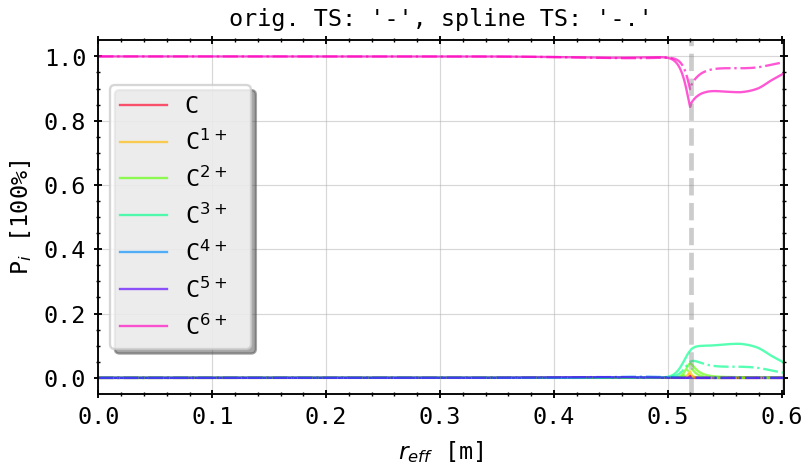 orig. TS: '-', spline TS: '-.'
P_i [100%]
1.0
0.8
0.6
0.4
0.2
0.0
C
C^{1+}
C^{2+}
C^{3+}
C^{4+}
C^{5+}
C^{6+}
0.0 0.1 0.2 0.3 0.4 0.5 0.6
r_{eff} [m]